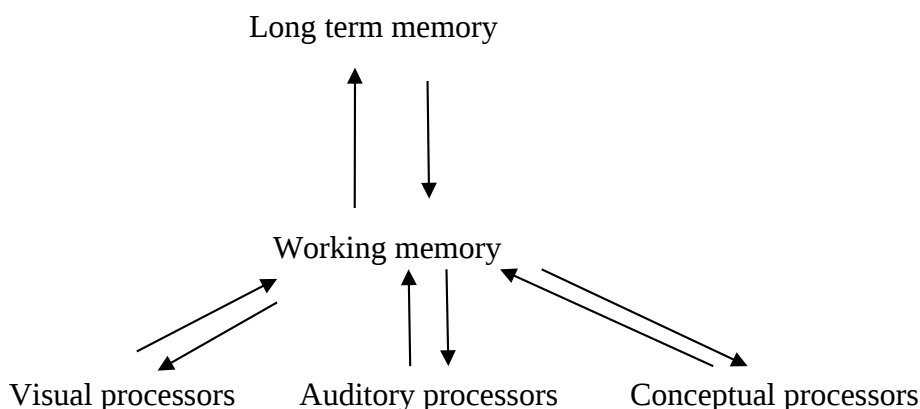 Long term memory
Working memory
Visual processors
Auditory processors
Conceptual processors